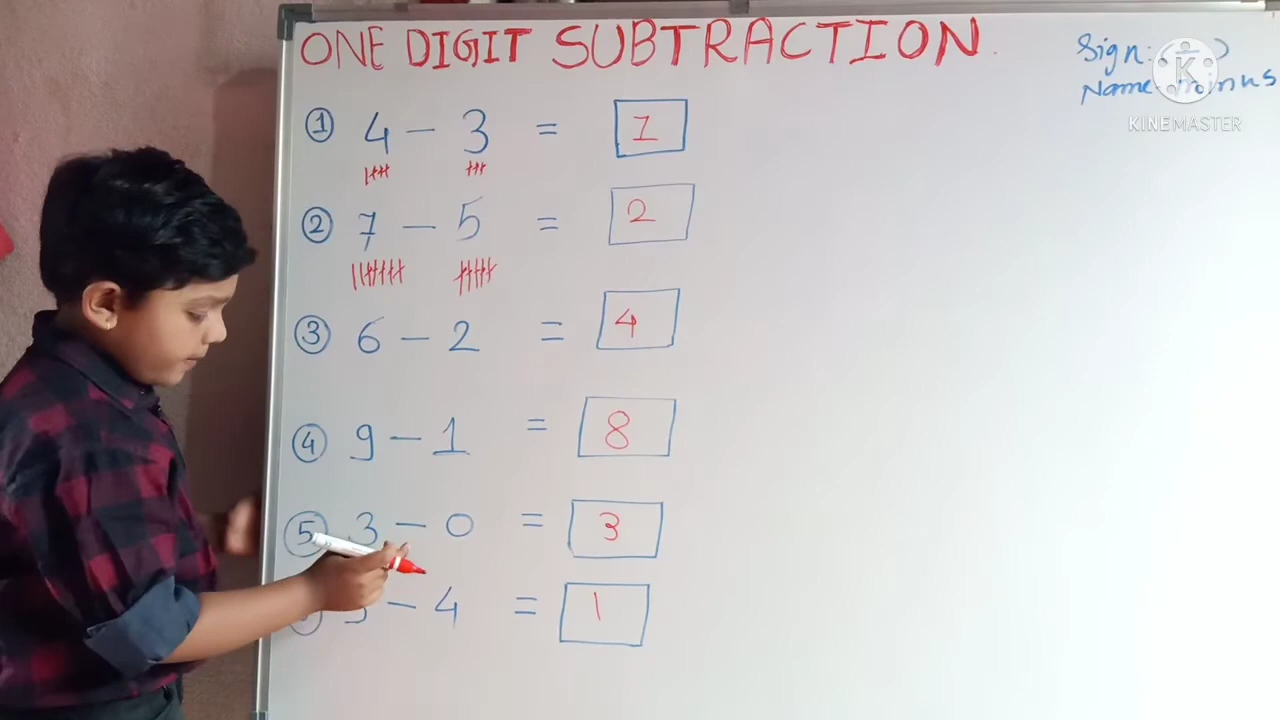 ONE DIGIT SUBTRACTION
Sign:
Name- minus
KINEMASTER
① 4 - 3 = 1
② 7 - 5 = 2
③ 6 - 2 = 4
④ 9 - 1 = 8
⑤ 3 - 0 = 3
- 4 = 1